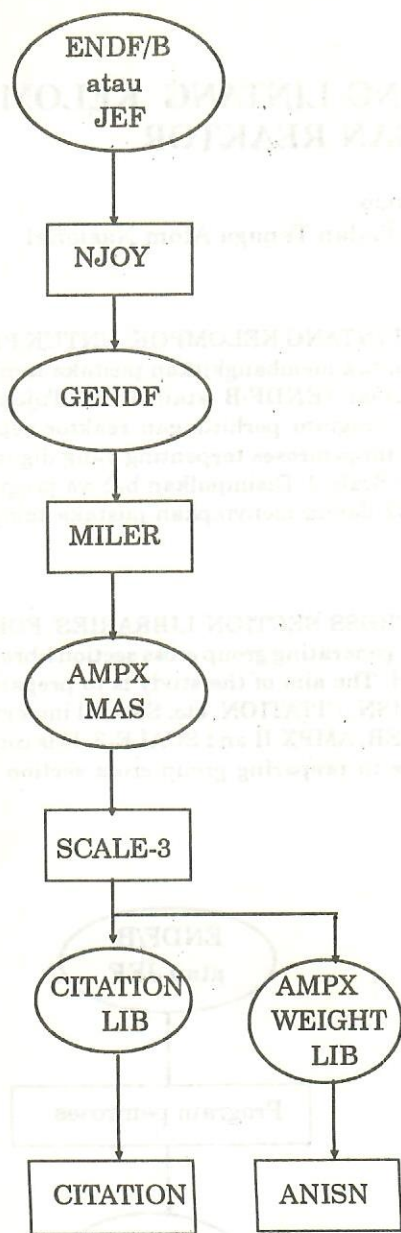 ENDF/B
atau
JEF
NJOY
GENDF
MILER
AMPX
MAS
SCALE-3
CITATION
LIB
AMPX
WEIGHT
LIB
CITATION
ANISN